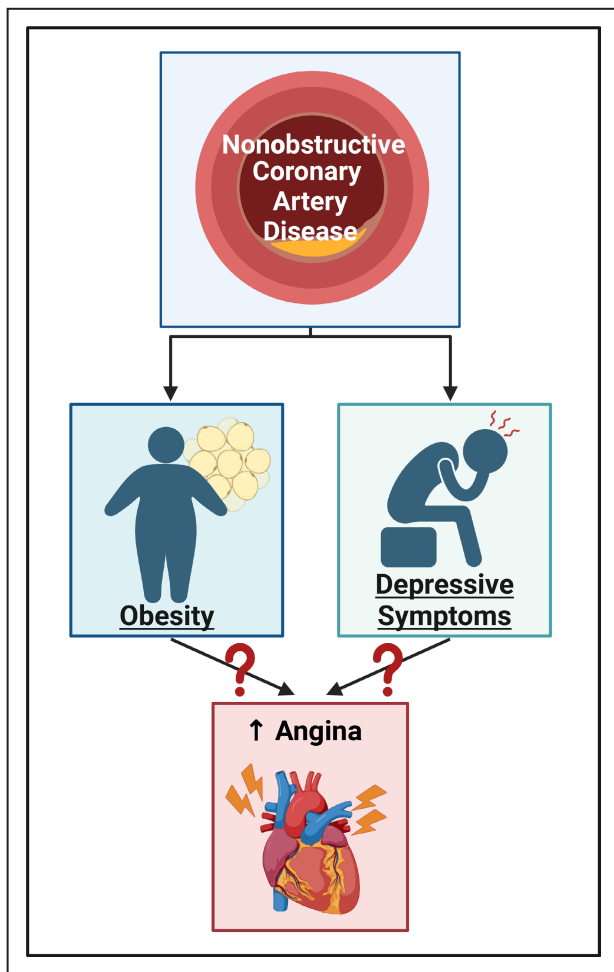 Nonobstructive
Coronary
Artery
Disease
Obesity
Depressive
Symptoms
?
?
↑ Angina